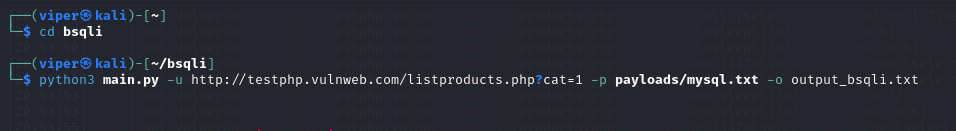 ┌──(viper㉿kali)-[~]
└─$ cd bsqli
┌──(viper㉿kali)-[~/bsqli]
└─$ python3 main.py -u http://testphp.vulnweb.com/listproducts.php?cat=1 -p payloads/mysql.txt -o output_bsqli.txt